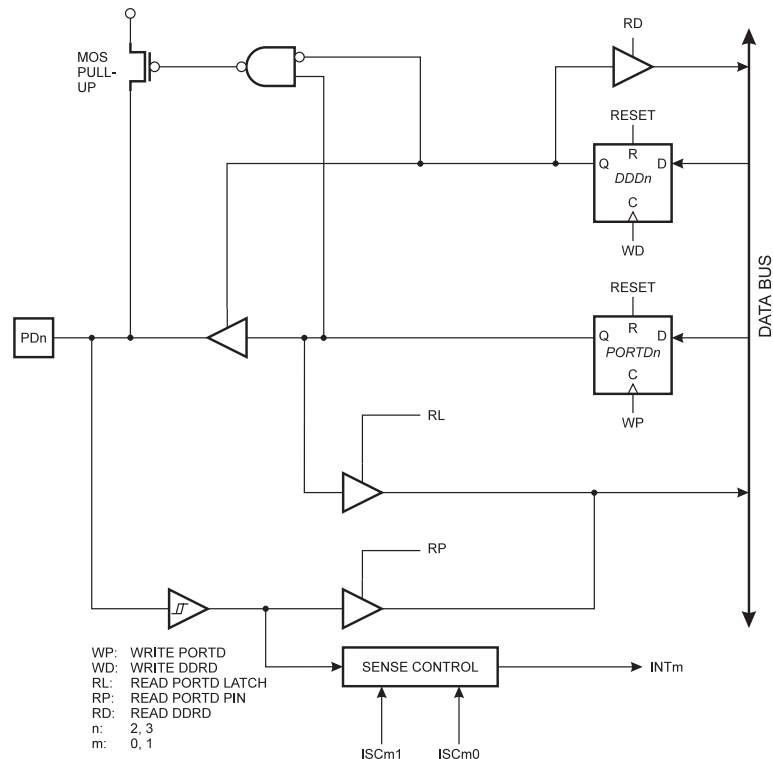 RD
MOS
PULL-
UP
RESET
R
Q
D
DDDn
C
WD
RESET
R
Q
D
PORTDn
C
WP
PDn
DATA BUS
RL
RP
WP: WRITE PORTD
WD: WRITE DDRD
RL: READ PORTD LATCH
RP: READ PORTD PIN
RD: READ DDRD
n: 2, 3
m: 0, 1
SENSE CONTROL
INTm
ISCm1
ISCm0